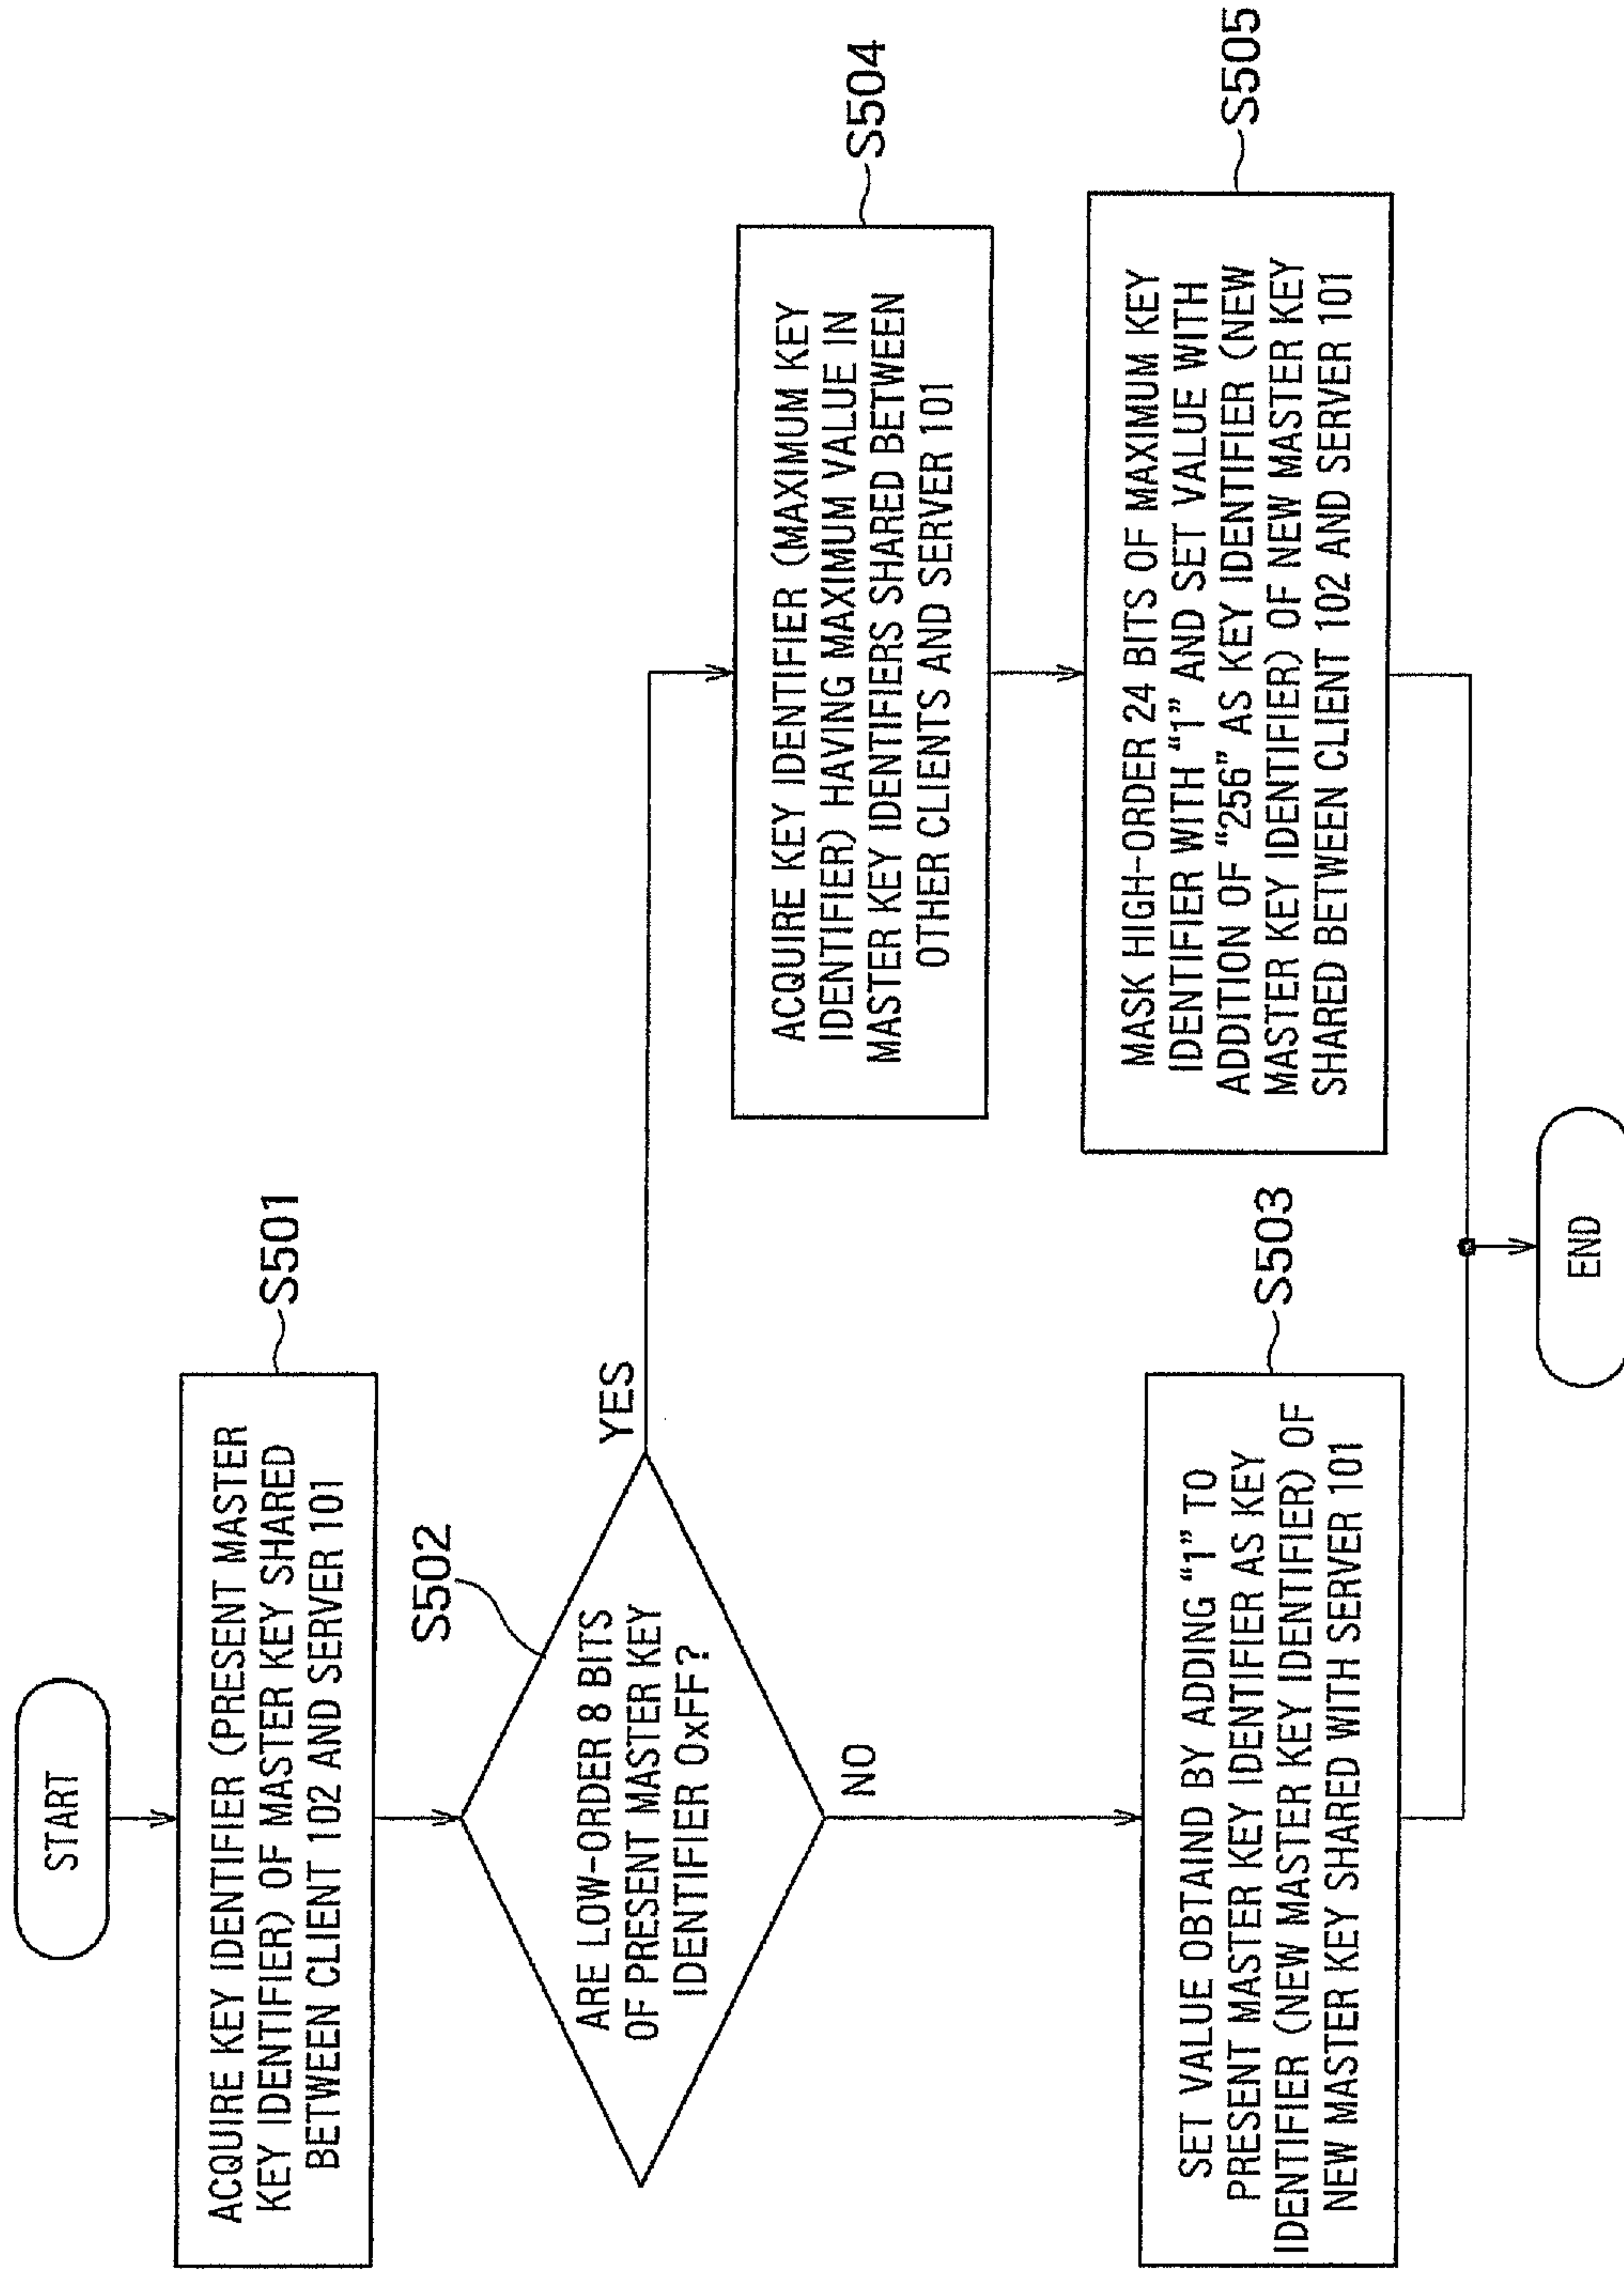 START
ACQUIRE KEY IDENTIFIER (PRESENT MASTER
KEY IDENTIFIER) OF MASTER KEY SHARED
BETWEEN CLIENT 102 AND SERVER 101
S501
ARE LOW-ORDER 8 BITS
OF PRESENT MASTER KEY
IDENTIFIER 0xFF?
S502
YES
NO
SET VALUE OBTAIND BY ADDING “1” TO
PRESENT MASTER KEY IDENTIFIER AS KEY
IDENTIFIER (NEW MASTER KEY IDENTIFIER) OF
NEW MASTER KEY SHARED WITH SERVER 101
S503
ACQUIRE KEY IDENTIFIER (MAXIMUM KEY
IDENTIFIER) HAVING MAXIMUM VALUE IN
MASTER KEY IDENTIFIERS SHARED BETWEEN
OTHER CLIENTS AND SERVER 101
S504
MASK HIGH-ORDER 24 BITS OF MAXIMUM KEY
IDENTIFIER WITH “1” AND SET VALUE WITH
ADDITION OF “256” AS KEY IDENTIFIER (NEW
MASTER KEY IDENTIFIER) OF NEW MASTER KEY
SHARED BETWEEN CLIENT 102 AND SERVER 101
S505
END